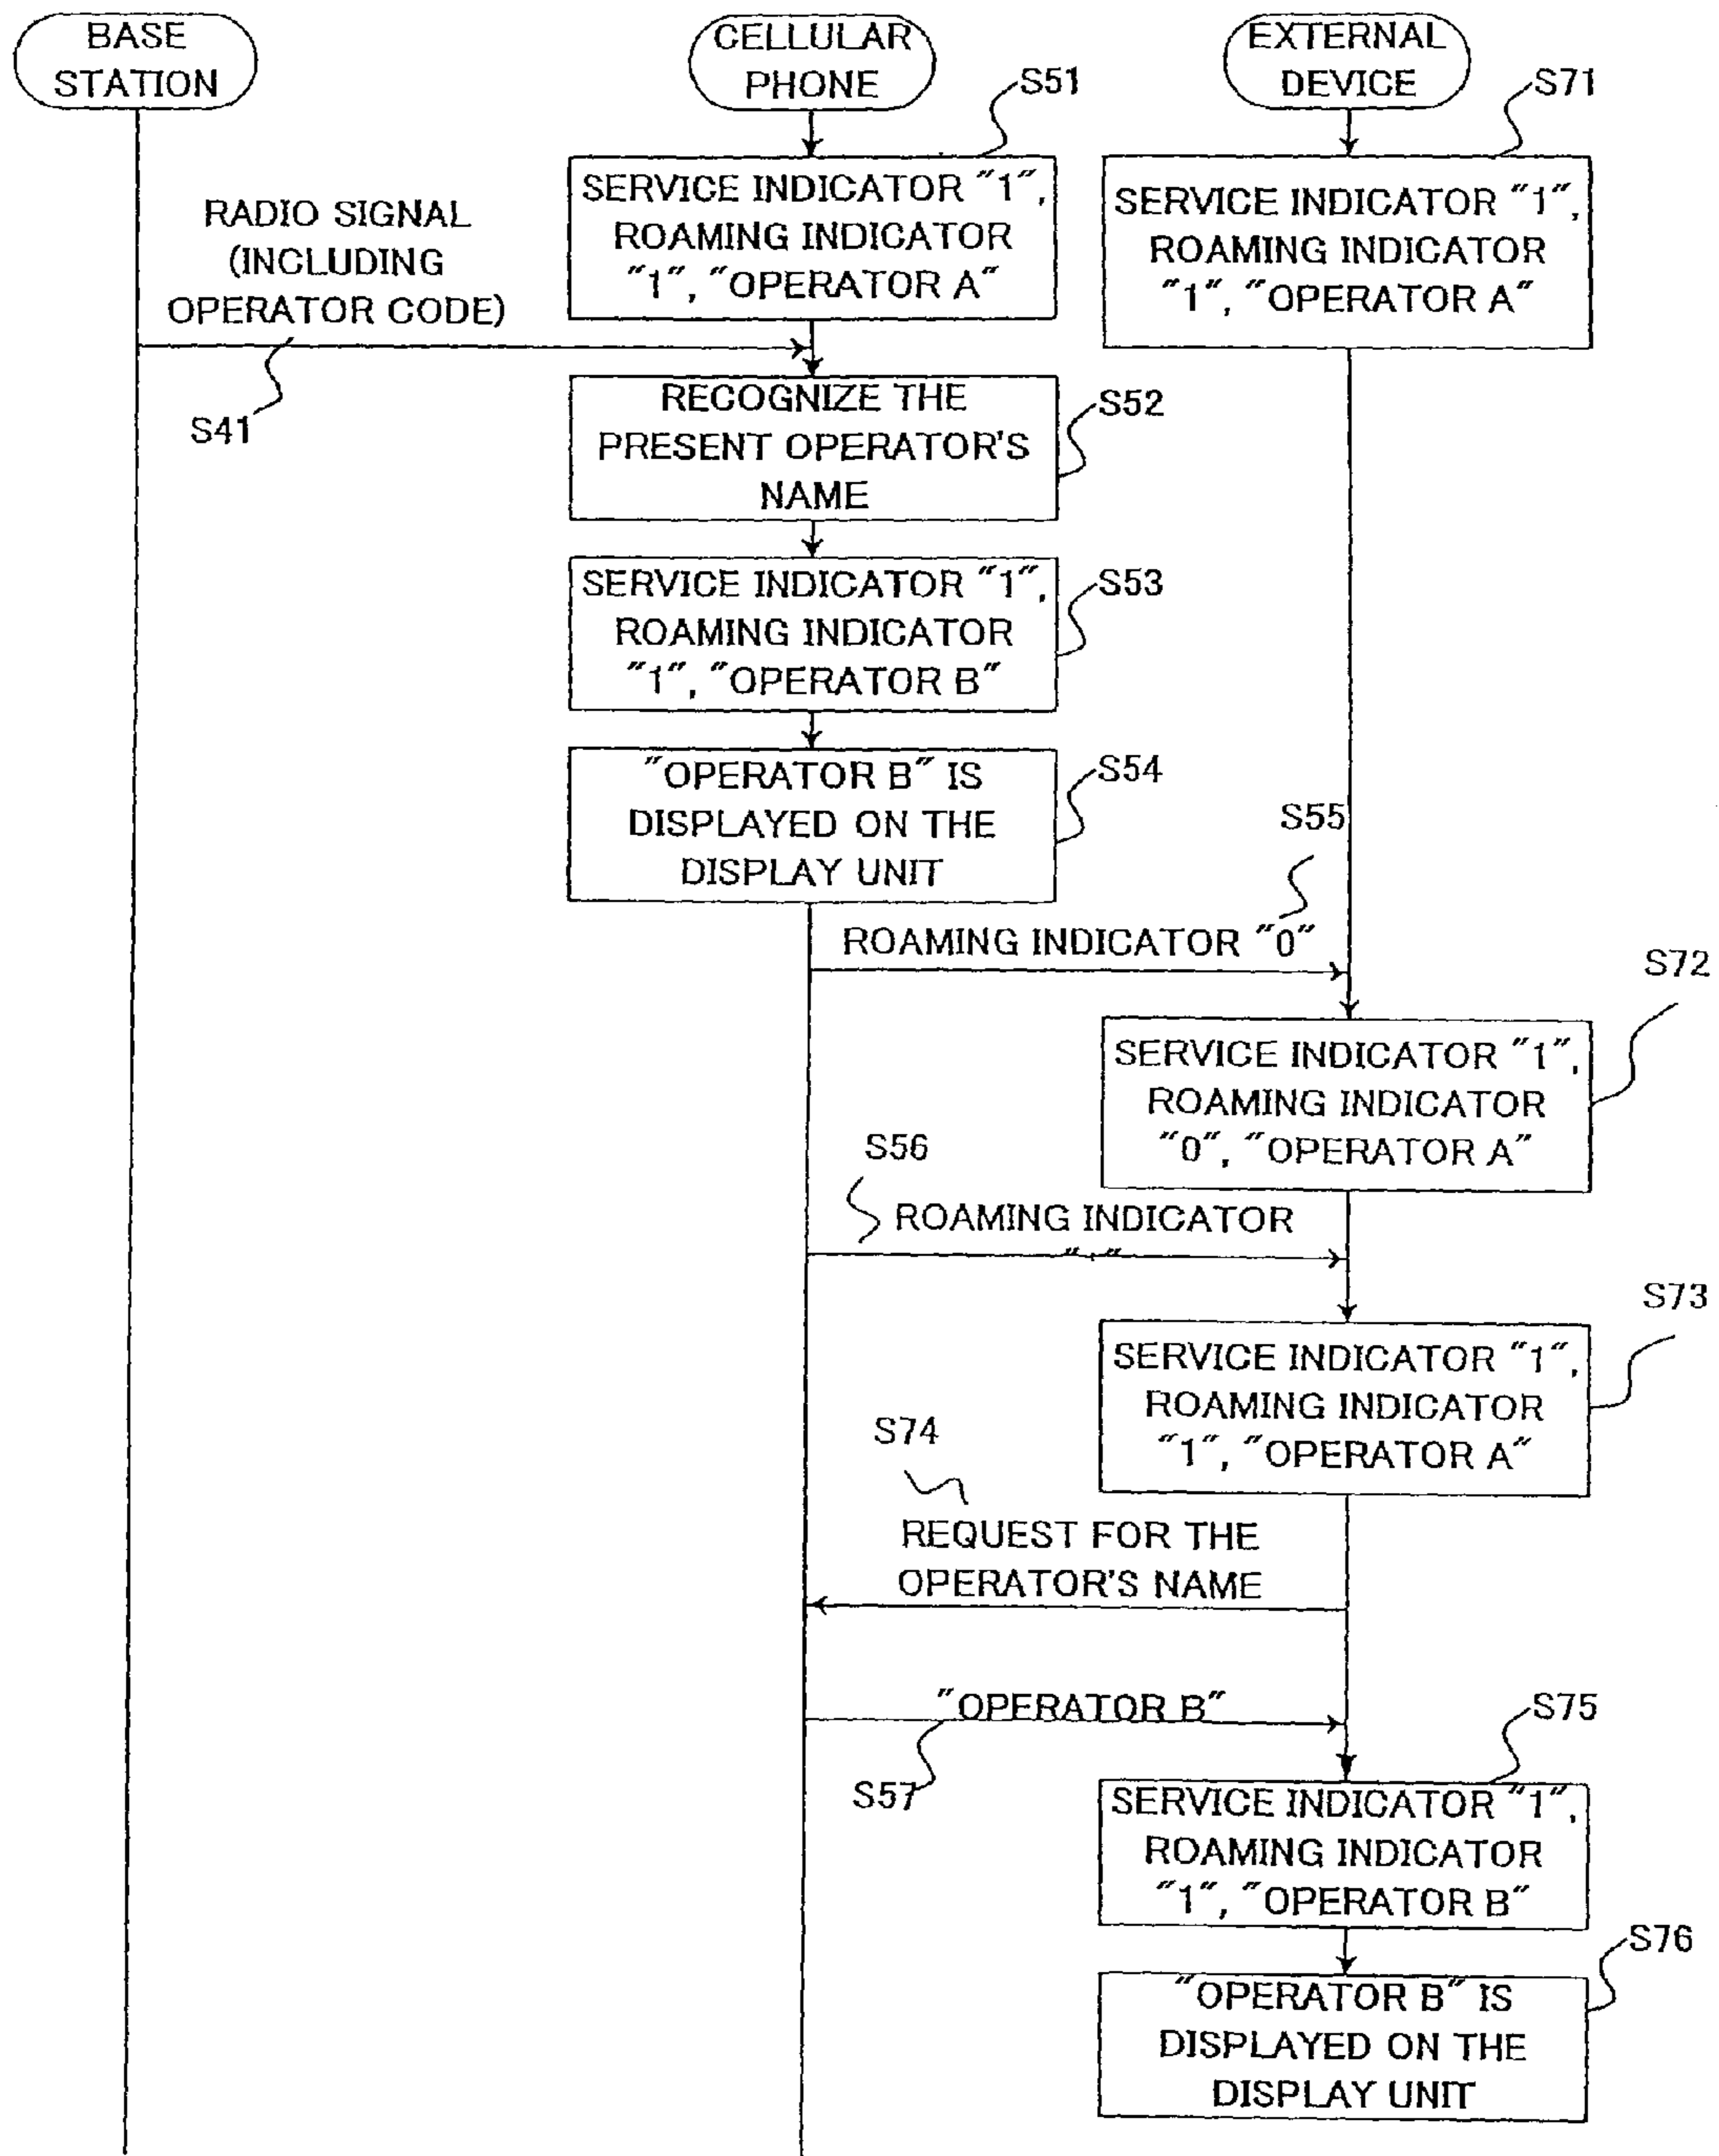 BASE
STATION
CELLULAR
PHONE
EXTERNAL
DEVICE
S51
S71
SERVICE INDICATOR "1",
ROAMING INDICATOR
"1", "OPERATOR A"
SERVICE INDICATOR "1",
ROAMING INDICATOR
"1", "OPERATOR A"
RADIO SIGNAL
(INCLUDING
OPERATOR CODE)
S41
RECOGNIZE THE
PRESENT OPERATOR'S
NAME
S52
SERVICE INDICATOR "1",
ROAMING INDICATOR
"1", "OPERATOR B"
S53
"OPERATOR B" IS
DISPLAYED ON THE
DISPLAY UNIT
S54
S55
ROAMING INDICATOR "0"
S72
SERVICE INDICATOR "1",
ROAMING INDICATOR
"0", "OPERATOR A"
S56
ROAMING INDICATOR
S73
SERVICE INDICATOR "1",
ROAMING INDICATOR
"1", "OPERATOR A"
S74
REQUEST FOR THE
OPERATOR'S NAME
"OPERATOR B"
S57
S75
SERVICE INDICATOR "1",
ROAMING INDICATOR
"1", "OPERATOR B"
S76
"OPERATOR B" IS
DISPLAYED ON THE
DISPLAY UNIT